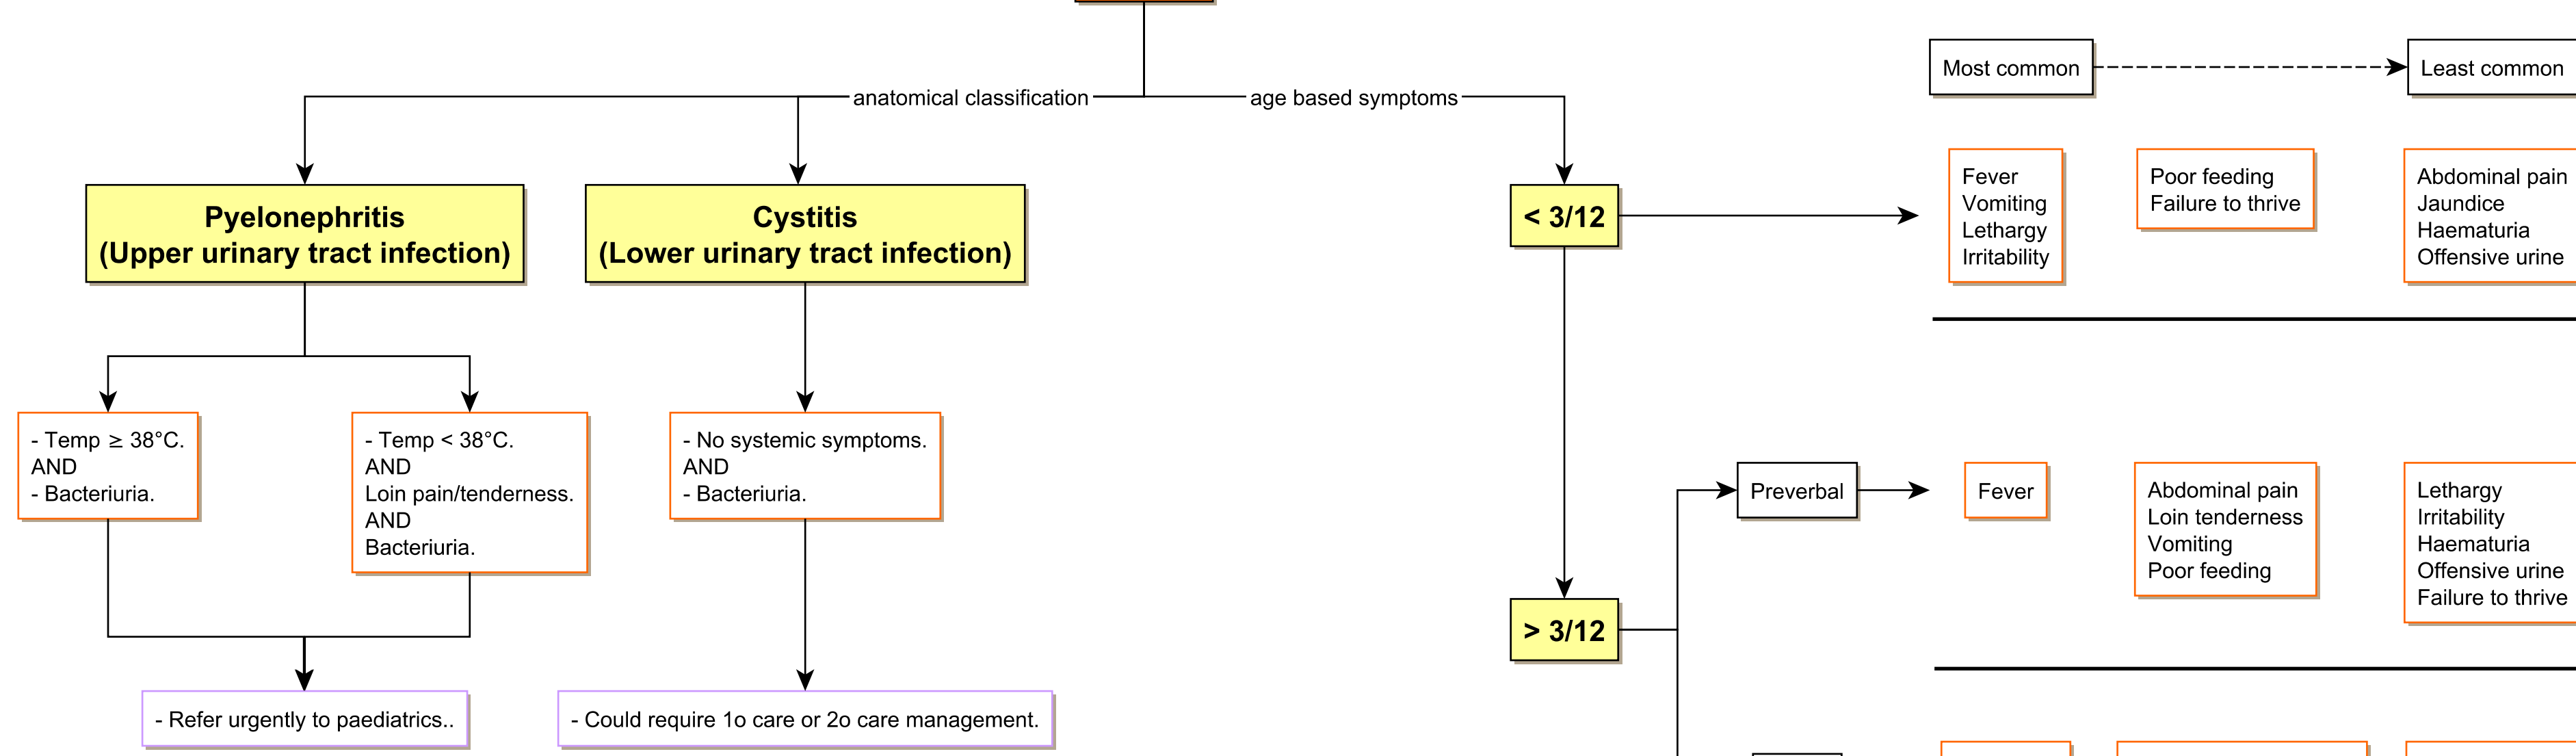 anatomical classification
age based symptoms
Most common
Least common
Pyelonephritis
(Upper urinary tract infection)
Cystitis
(Lower urinary tract infection)
< 3/12
Fever
Vomiting
Lethargy
Irritability
Poor feeding
Failure to thrive
Abdominal pain
Jaundice
Haematuria
Offensive urine
- Temp ≥ 38°C.
AND
- Bacteriuria.
- Temp < 38°C.
AND
Loin pain/tenderness.
AND
Bacteriuria.
- No systemic symptoms.
AND
- Bacteriuria.
> 3/12
Preverbal
Fever
Abdominal pain
Loin tenderness
Vomiting
Poor feeding
Lethargy
Irritability
Haematuria
Offensive urine
Failure to thrive
- Refer urgently to paediatrics..
- Could require 1o care or 2o care management.